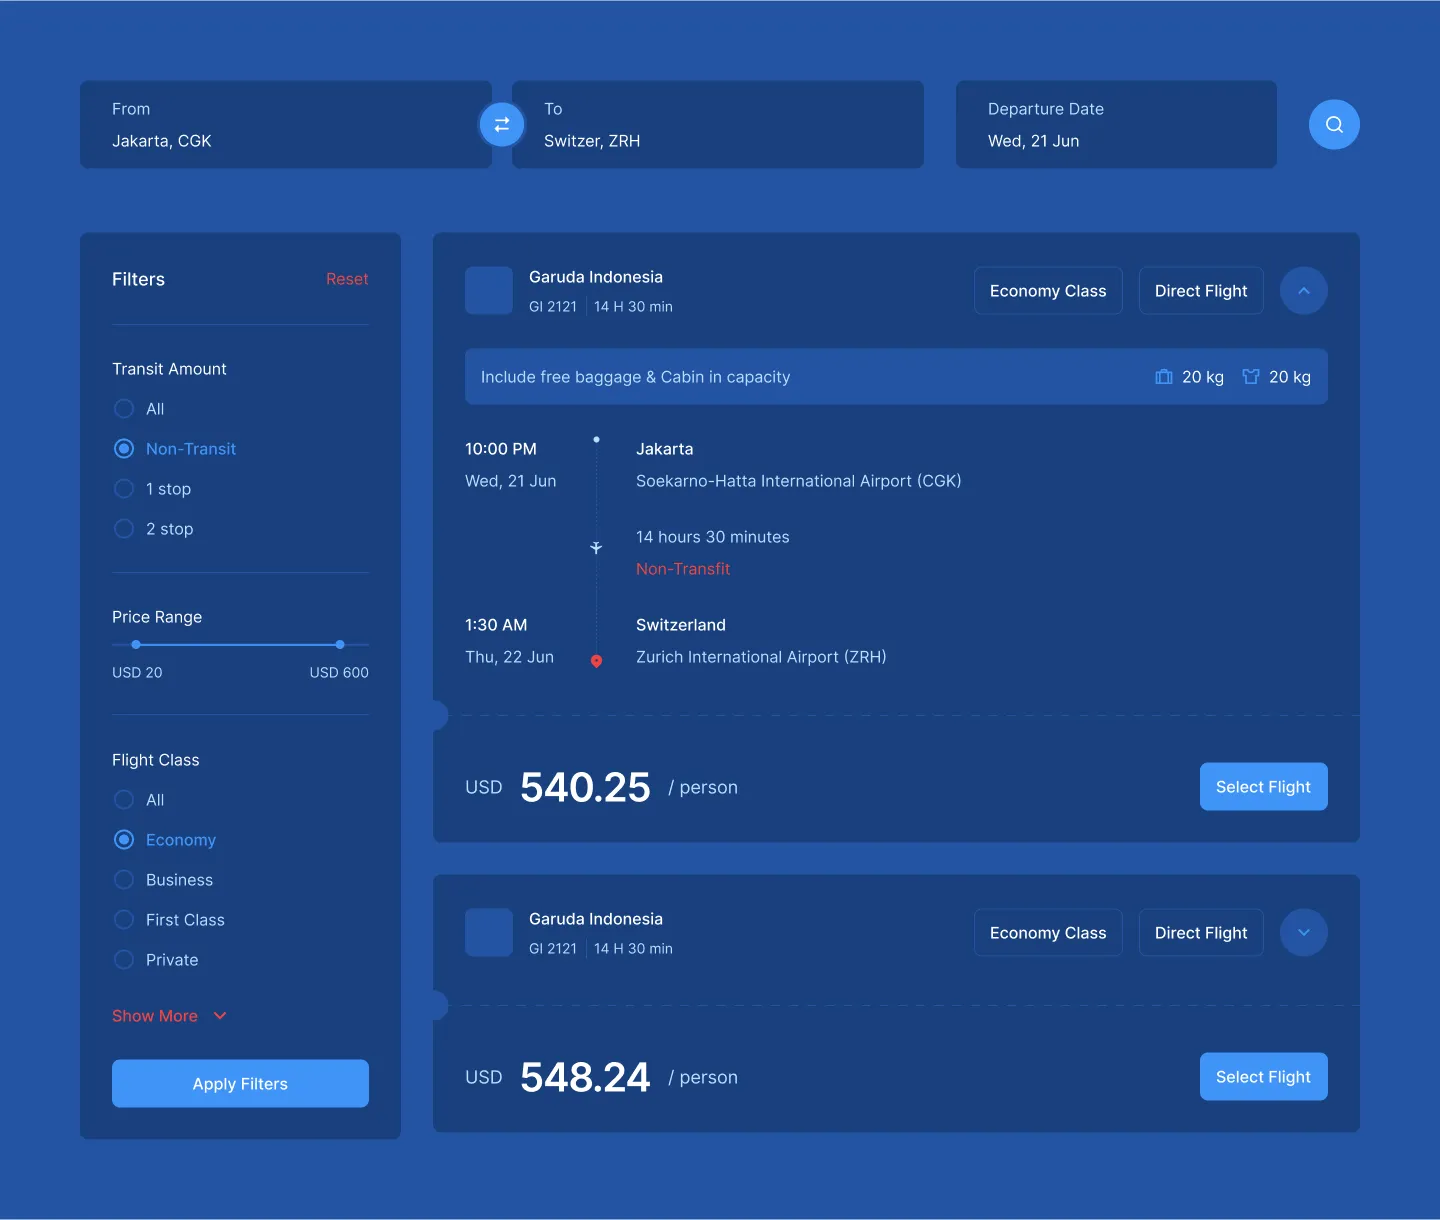 From
Jakarta, CGK
To
Switzer, ZRH
Departure Date
Wed, 21 Jun
Filters
Reset
Transit Amount
All
Non-Transit
1 stop
2 stop
Price Range
USD 20
USD 600
Flight Class
All
Economy
Business
First Class
Private
Show More
Apply Filters
Garuda Indonesia
GI 2121
14 H 30 min
Economy Class
Direct Flight
Include free baggage & Cabin in capacity
20 kg
20 kg
10:00 PM
Wed, 21 Jun
Jakarta
Soekarno-Hatta International Airport (CGK)
14 hours 30 minutes
Non-Transfit
1:30 AM
Thu, 22 Jun
Switzerland
Zurich International Airport (ZRH)
USD 540.25 / person
Select Flight
Garuda Indonesia
GI 2121
14 H 30 min
Economy Class
Direct Flight
USD 548.24 / person
Select Flight